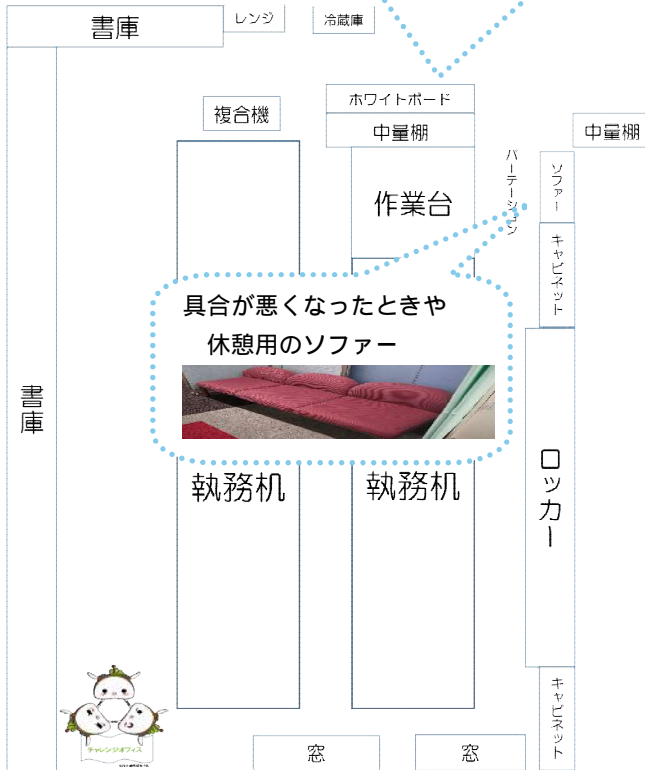 書庫
レンジ
冷蔵庫
ホワイトボード
複合機
中量棚
中量棚
パーテーション
ソファー
作業台
キャビネット
具合が悪くなったときや
休憩用のソファー
書庫
ロッカー
執務机
執務机
キャビネット
チャレンジオフィス
窓
窓